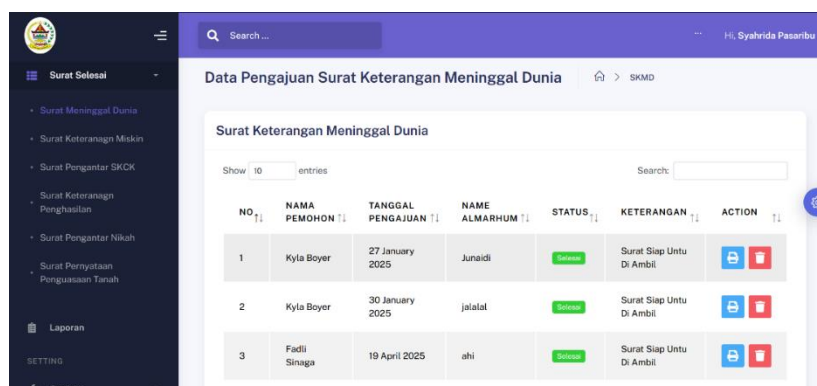 Search ...
Hi, Syahrida Pasaribu
Surat Selesai
Data Pengajuan Surat Keterangan Meninggal Dunia
> SKMD
Surat Meninggal Dunia
Surat Keteranagn Miskin
Surat Pengantar SKCK
Surat Keteranagn
Penghasilan
Surat Pengantar Nikah
Surat Pernyataan
Penguasaan Tanah
Laporan
SETTING
Surat Keterangan Meninggal Dunia
Show 10 entries
Search:
NO NAMA PEMOHON TANGGAL PENGAJUAN NAME ALMARHUM STATUS KETERANGAN ACTION
1 Kyla Boyer 27 January 2025 Junaidi Selesai Surat Siap Untu Di Ambil
2 Kyla Boyer 30 January 2025 jalalal Selesai Surat Siap Untu Di Ambil
3 Fadli Sinaga 19 April 2025 ahi Selesai Surat Siap Untu Di Ambil